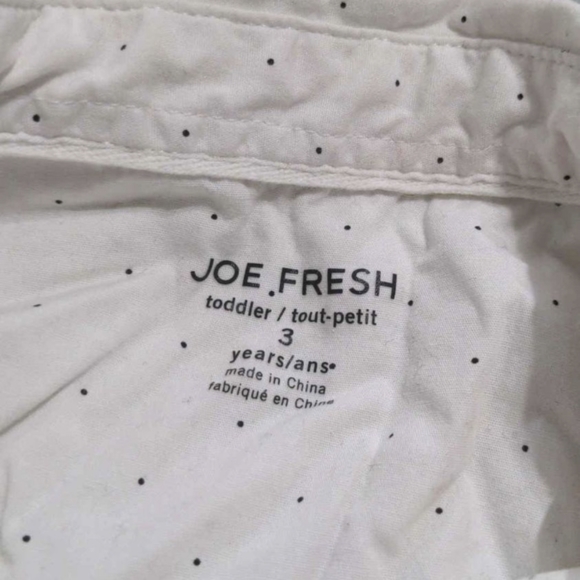 JOE FRESH
toddler / tout-petit
3
years/ans
made in China
fabriqué en Chine